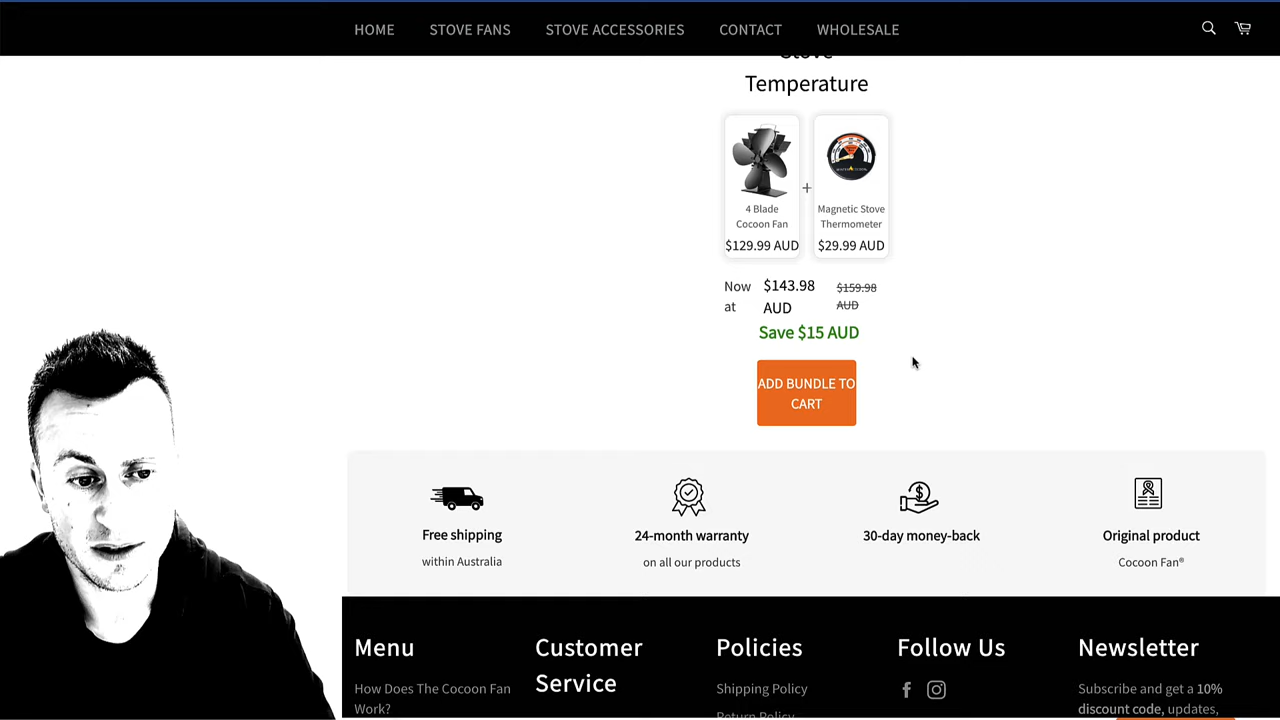 HOME STOVE FANS STOVE ACCESSORIES CONTACT WHOLESALE
Stove
Temperature
4 Blade
Cocoon Fan
$129.99 AUD
+
Magnetic Stove
Thermometer
$29.99 AUD
Now
at
$143.98
AUD
$159.98
AUD
Save $15 AUD
ADD BUNDLE TO
CART
Free shipping
within Australia
24-month warranty
on all our products
30-day money-back
Original product
Cocoon Fan®
Menu
How Does The Cocoon Fan
Work?
Customer
Service
Policies
Shipping Policy
Return Policy
Follow Us
Newsletter
Subscribe and get a 10%
discount code, updates,